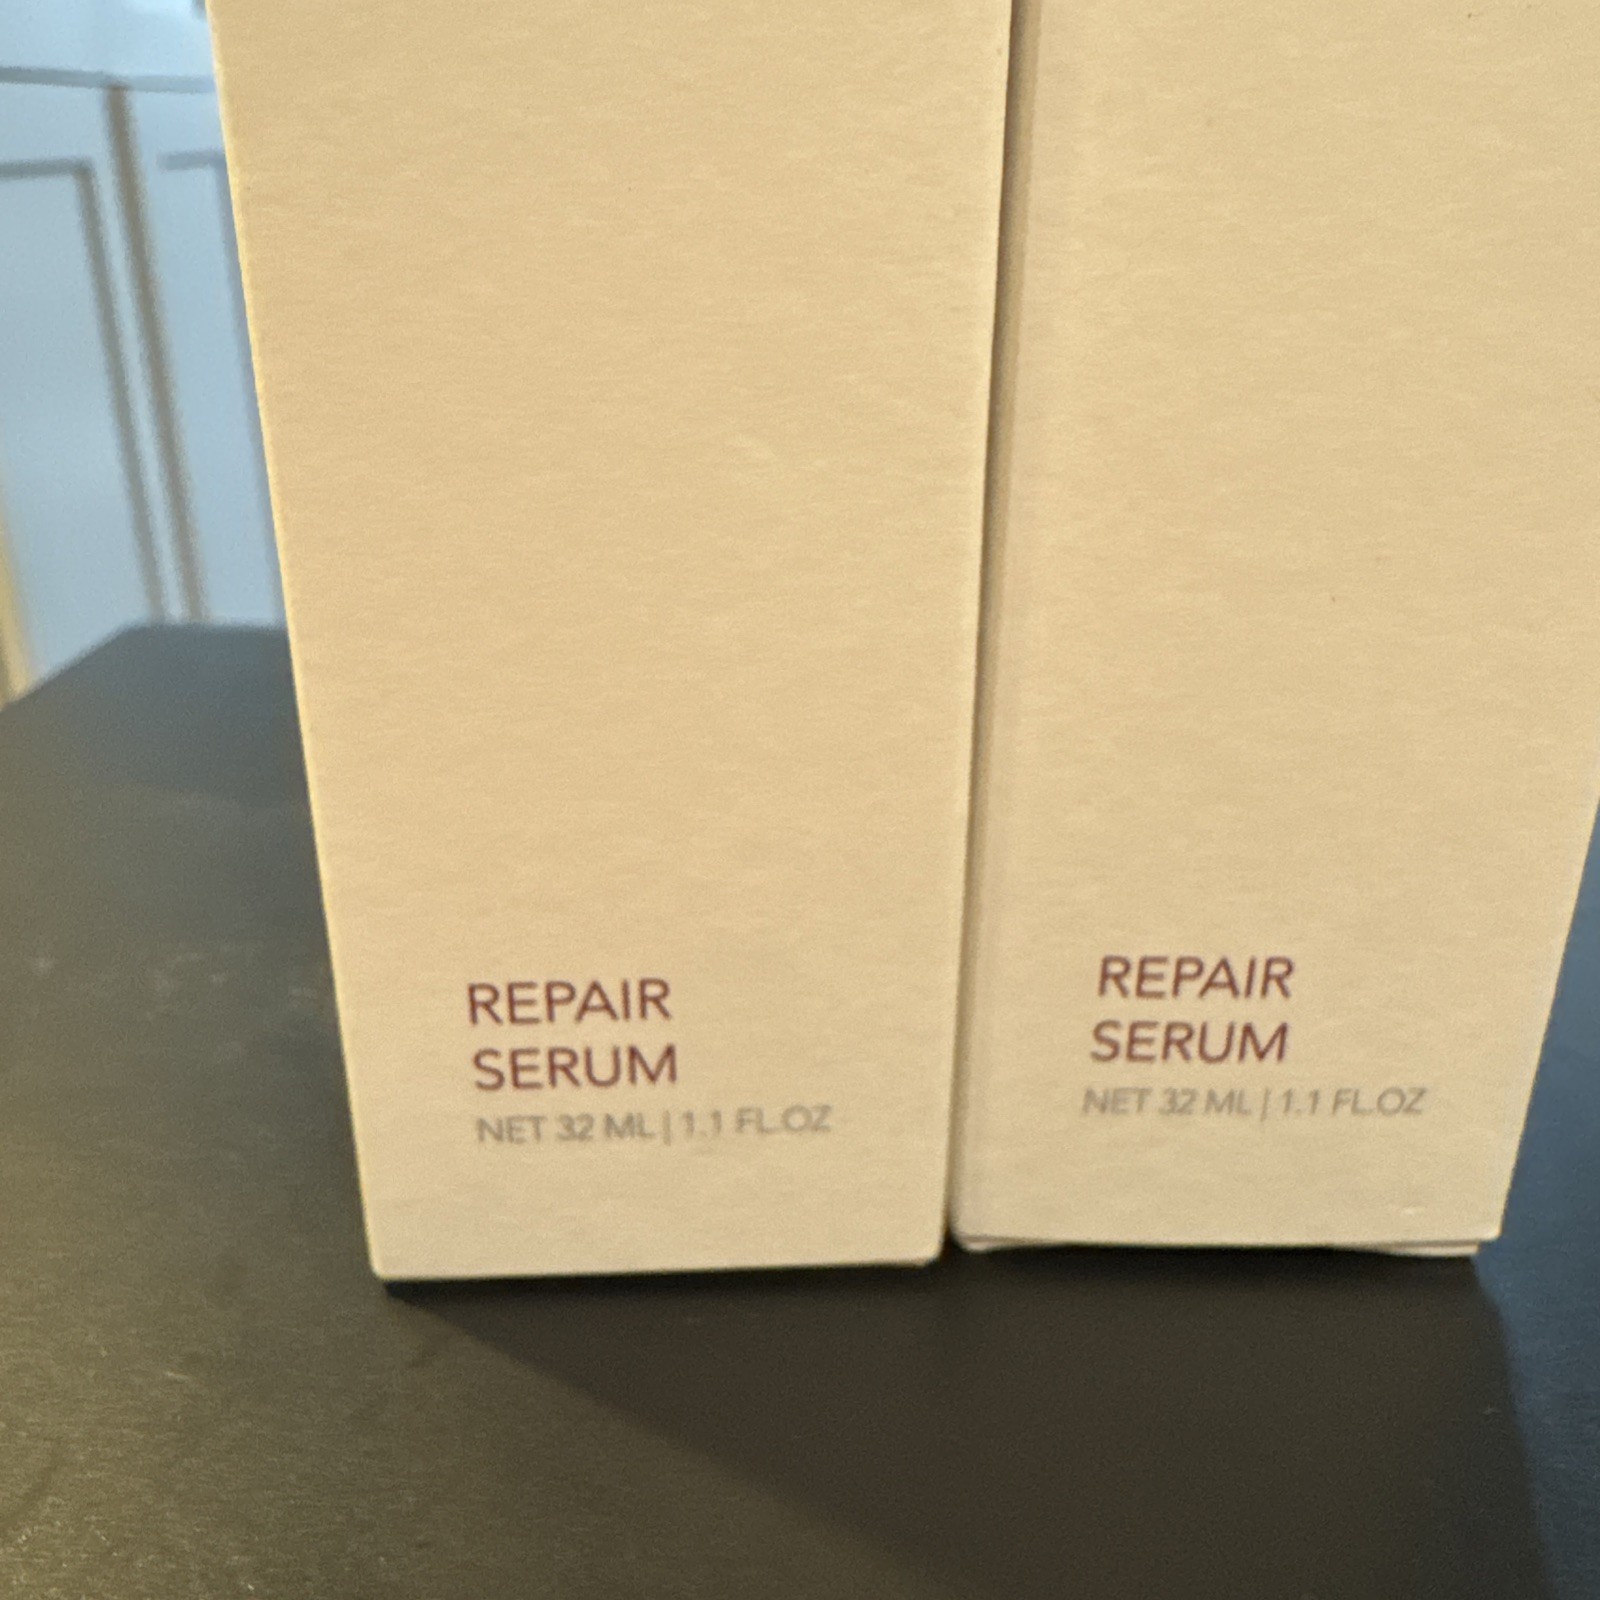 REPAIR
SERUM
NET 32 ML | 1.1 FL.OZ
REPAIR
SERUM
NET 32 ML | 1.1 FL.OZ